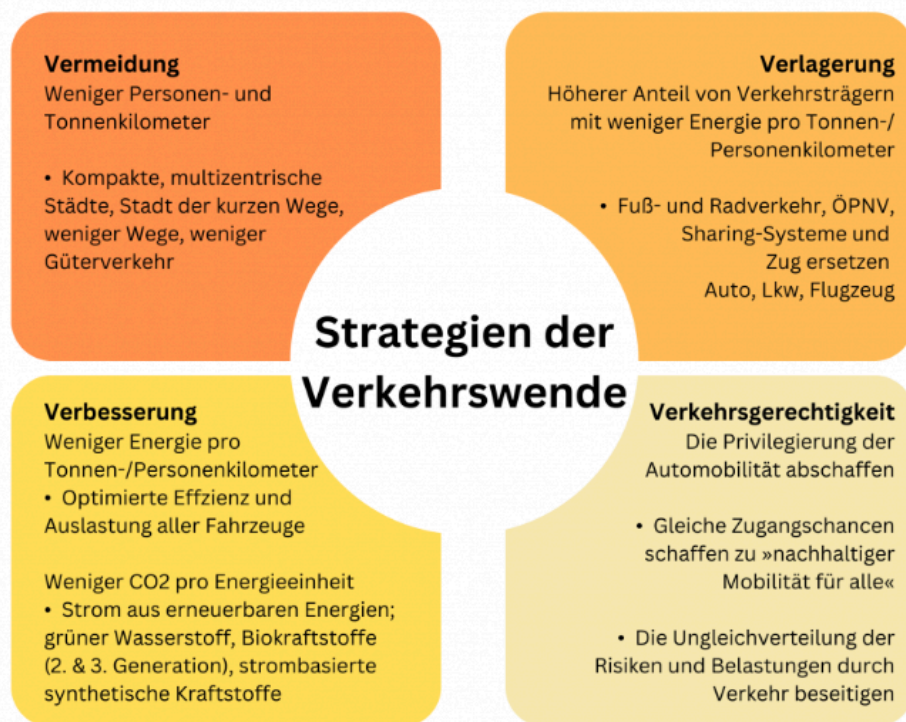 Vermeidung
Weniger Personen- und
Tonnenkilometer
• Kompakte, multizentrische
Städte, Stadt der kurzen Wege,
weniger Wege, weniger
Güterverkehr
Verlagerung
Höherer Anteil von Verkehrsträgern
mit weniger Energie pro Tonnen-/
Personenkilometer
• Fuß- und Radverkehr, ÖPNV,
Sharing-Systeme und
Zug ersetzen
Auto, Lkw, Flugzeug
Strategien der
Verkehrswende
Verbesserung
Weniger Energie pro
Tonnen-/Personenkilometer
• Optimierte Effzienz und
Auslastung aller Fahrzeuge
Weniger CO2 pro Energieeinheit
• Strom aus erneuerbaren Energien;
grüner Wasserstoff, Biokraftstoffe
(2. & 3. Generation), strombasierte
synthetische Kraftstoffe
Verkehrsgerechtigkeit
Die Privilegierung der
Automobilität abschaffen
• Gleiche Zugangschancen
schaffen zu »nachhaltiger
Mobilität für alle«
• Die Ungleichverteilung der
Risiken und Belastungen durch
Verkehr beseitigen